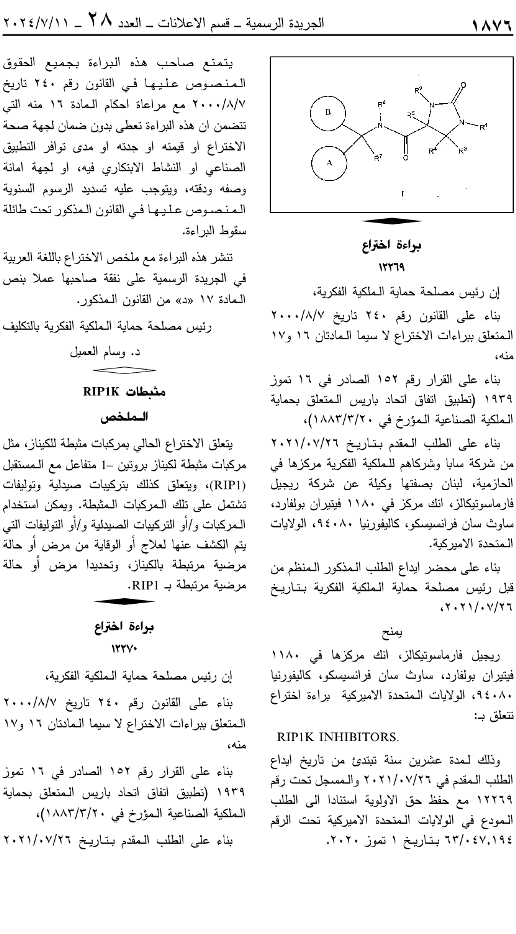 ١٨٧٦
الجريدة الرسمية – قسم الاعلانات – العدد ٢٨ – ٢٠٢٤/٧/١١
B
A
R⁶
R⁷
N
O
R⁵
R³
N
O
N
R¹
R⁴
R³
I
براءة اختراع
١٢٢٦٩
إن رئيس مصلحة حماية الملكية الفكرية،
بناء على القانون رقم ٢٤٠ تاريخ ٢٠٠٠/٨/٧
المتعلق ببراءات الاختراع لا سيما المادتان ١٦ و١٧
منه،
بناء على القرار رقم ١٥٢ الصادر في ١٦ تموز
١٩٣٩ (تطبيق اتفاق اتحاد باريس المتعلق بحماية
الملكية الصناعية المؤرخ في ١٨٨٣/٣/٢٠)،
بناء على الطلب المقدم بتاريخ ٢٠٢١/٠٧/٢٦
من شركة سابا وشركاهم للملكية الفكرية مركزها في
الحازمية، لبنان بصفتها وكيلة عن شركة ريجيل
فارماسوتيكالز، انك مركز في ١١٨٠ فيتيران بولفارد،
ساوث سان فرانسيسكو، كاليفورنيا ٩٤٠٨٠، الولايات
المتحدة الاميركية.
بناء على محضر ايداع الطلب المذكور المنظم من
قبل رئيس مصلحة حماية الملكية الفكرية بتاريخ
٢٠٢١/٠٧/٢٦،
يمنح
ريجيل فارماسوتيكالز، انك مركزها في ١١٨٠
فيتيران بولفارد، ساوث سان فرانسيسكو، كاليفورنيا
٩٤٠٨٠، الولايات المتحدة الاميركية براءة اختراع
تتعلق بـ:
RIP1K INHIBITORS.
وذلك لمدة عشرين سنة تبتدئ من تاريخ ايداع
الطلب المقدم في ٢٠٢١/٠٧/٢٦ والمسجل تحت رقم
١٢٢٦٩ مع حفظ حق الاولوية استنادا الى الطلب
المودع في الولايات المتحدة الاميركية تحت الرقم
٦٣/٠٤٧,١٩٤ بتاريخ ١ تموز ٢٠٢٠.
يتمتع صاحب هذه البراءة بجميع الحقوق
المنصوص عليها في القانون رقم ٢٤٠ تاريخ
٢٠٠٠/٨/٧ مع مراعاة احكام المادة ١٦ منه التي
تتضمن ان هذه البراءة تعطى بدون ضمان لجهة صحة
الاختراع او قيمته او جدته او مدى توافر التطبيق
الصناعي او النشاط الابتكاري فيه، او لجهة امانة
وصفه ودقته، ويتوجب عليه تسديد الرسوم السنوية
المنصوص عليها في القانون المذكور تحت طائلة
سقوط البراءة.
تنشر هذه البراءة مع ملخص الاختراع باللغة العربية
في الجريدة الرسمية على نفقة صاحبها عملا بنص
المادة ١٧ «د» من القانون المذكور.
رئيس مصلحة حماية الملكية الفكرية بالتكليف
د. وسام العميل
مثبطات RIP1K
الملخص
يتعلق الاختراع الحالي بمركبات مثبطة للكيناز، مثل
مركبات مثبطة لكيناز بروتين –1 متفاعل مع المستقبل
(RIP1)، ويتعلق كذلك بتركيبات صيدلية وتوليفات
تشتمل على تلك المركبات المثبطة. ويمكن استخدام
المركبات و/أو التركيبات الصيدلية و/أو التوليفات التي
يتم الكشف عنها لعلاج أو الوقاية من مرض أو حالة
مرضية مرتبطة بالكيناز، وتحديدا مرض أو حالة
مرضية مرتبطة بـ RIP1.
براءة اختراع
١٢٢٧٠
إن رئيس مصلحة حماية الملكية الفكرية،
بناء على القانون رقم ٢٤٠ تاريخ ٢٠٠٠/٨/٧
المتعلق ببراءات الاختراع لا سيما المادتان ١٦ و١٧
منه،
بناء على القرار رقم ١٥٢ الصادر في ١٦ تموز
١٩٣٩ (تطبيق اتفاق اتحاد باريس المتعلق بحماية
الملكية الصناعية المؤرخ في ١٨٨٣/٣/٢٠)،
بناء على الطلب المقدم بتاريخ ٢٠٢١/٠٧/٢٦